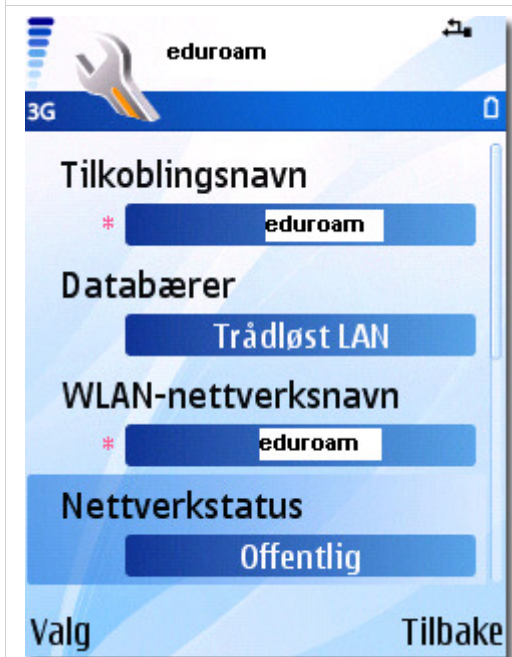 eduroam
3G
Tilkoblingsnavn
* eduroam
Databærer
Trådløst LAN
WLAN-nettverksnavn
* eduroam
Nettverkstatus
Offentlig
Valg Tilbake